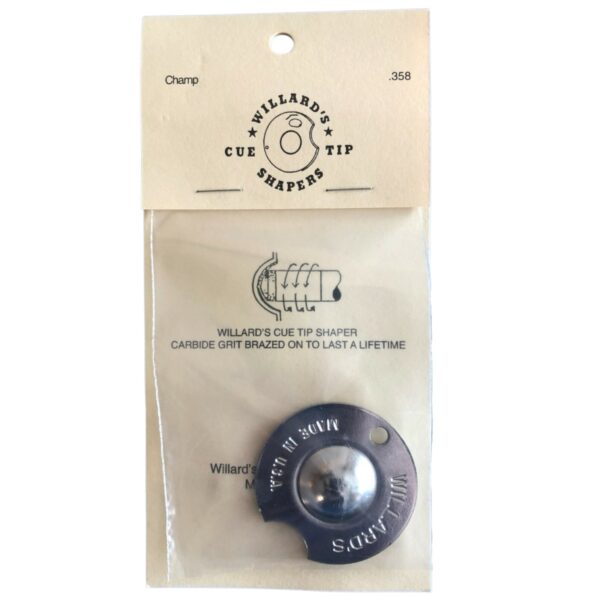 Champ .358
★ WILLARD'S ★
CUE TIP
SHAPERS
WILLARD'S CUE TIP SHAPER
CARBIDE GRIT BRAZED ON TO LAST A LIFETIME
Willard's
MADE IN U.S.A.
WILLARD'S